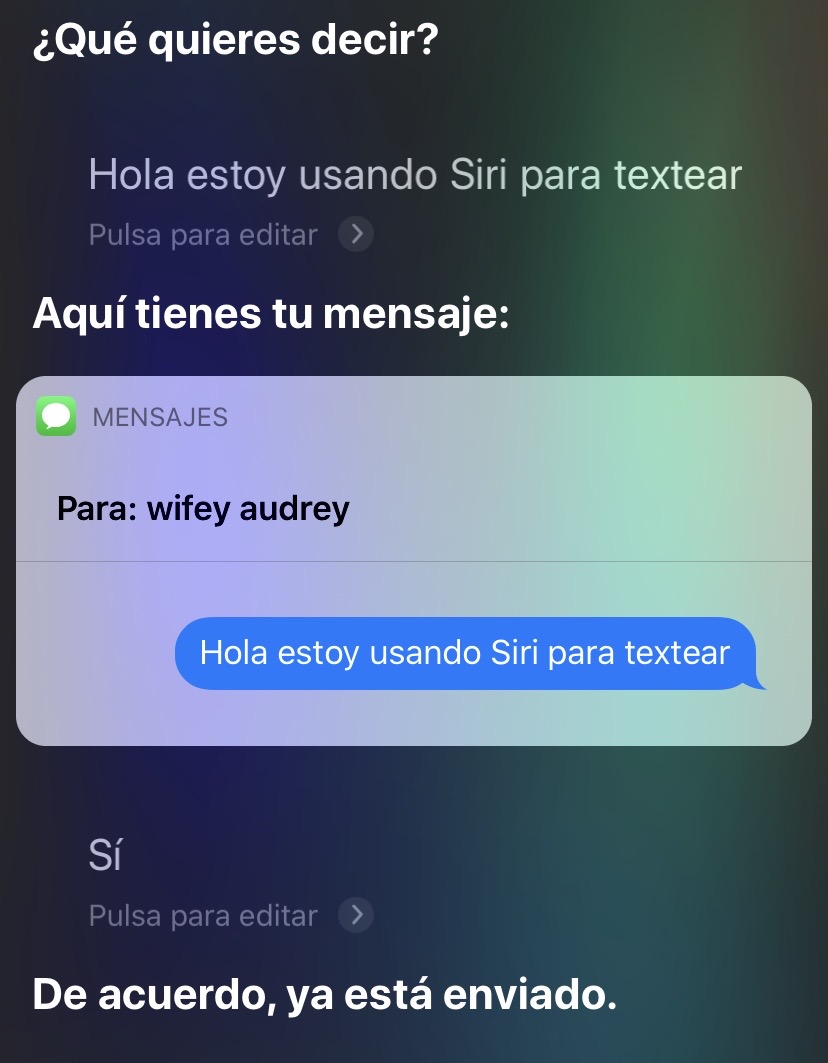 ¿Qué quieres decir?
Hola estoy usando Siri para textear
Pulsa para editar
Aquí tienes tu mensaje:
MENSAJES
Para: wifey audrey
Hola estoy usando Siri para textear
Sí
Pulsa para editar
De acuerdo, ya está enviado.